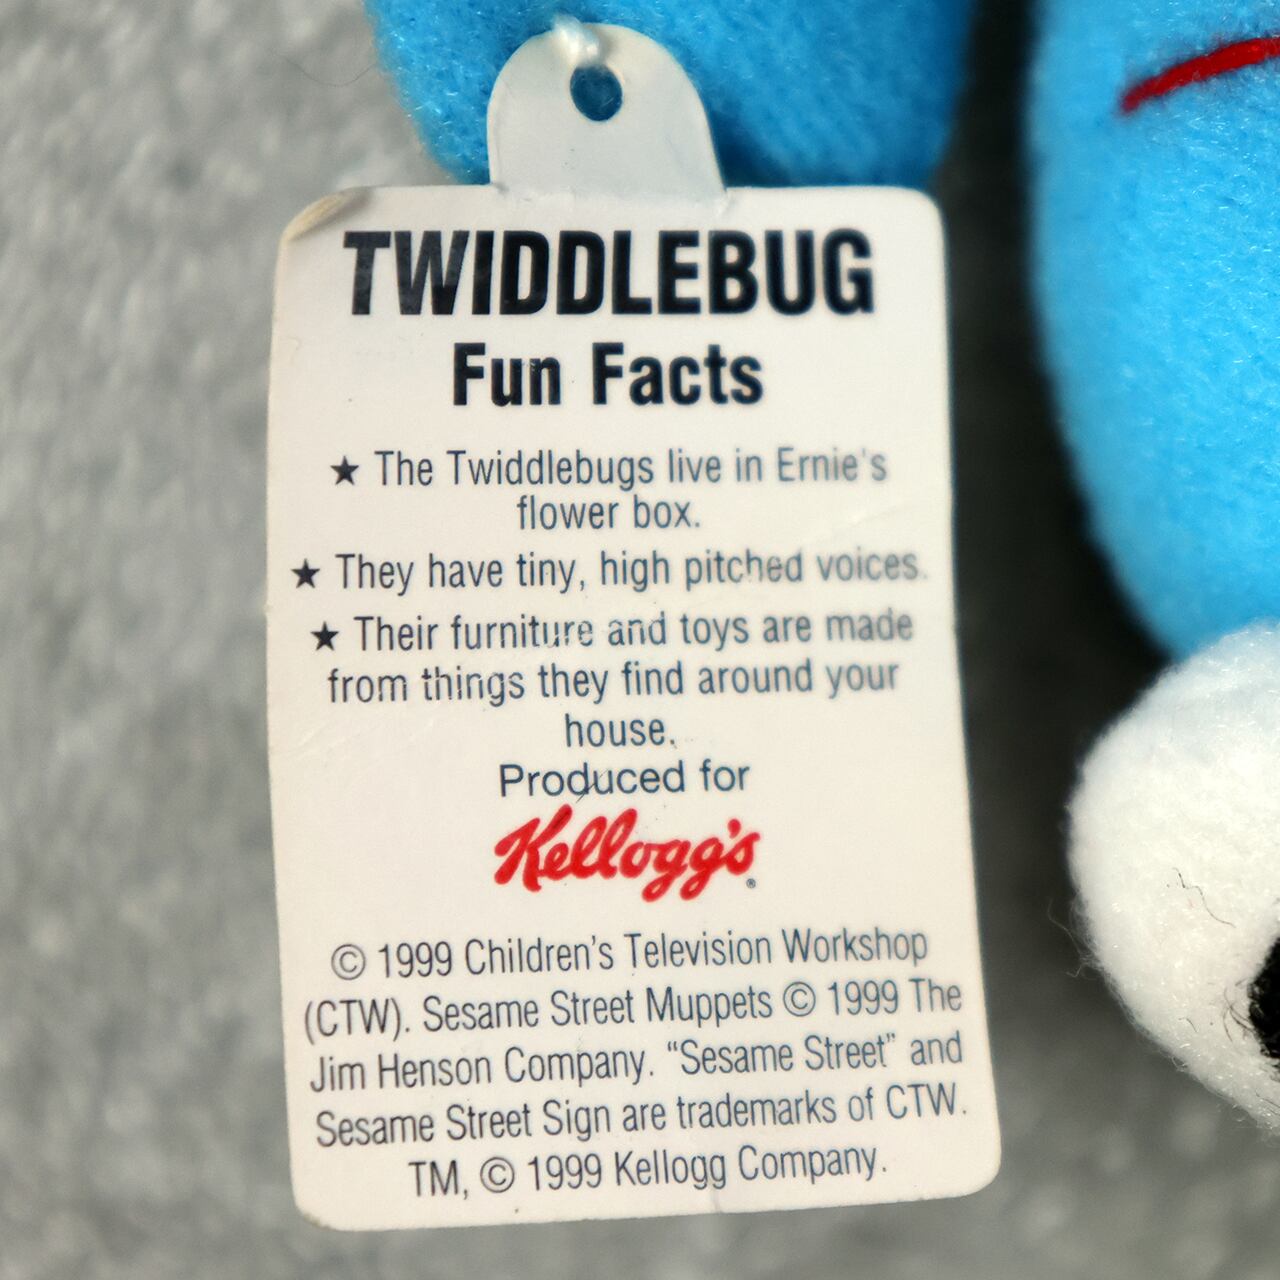 TWIDDLEBUG
Fun Facts
★ The Twiddlebugs live in Ernie's
flower box.
★ They have tiny, high pitched voices.
★ Their furniture and toys are made
from things they find around your
house.
Produced for
Kellogg's®
© 1999 Children's Television Workshop
(CTW). Sesame Street Muppets © 1999 The
Jim Henson Company. “Sesame Street” and
Sesame Street Sign are trademarks of CTW.
TM, © 1999 Kellogg Company.